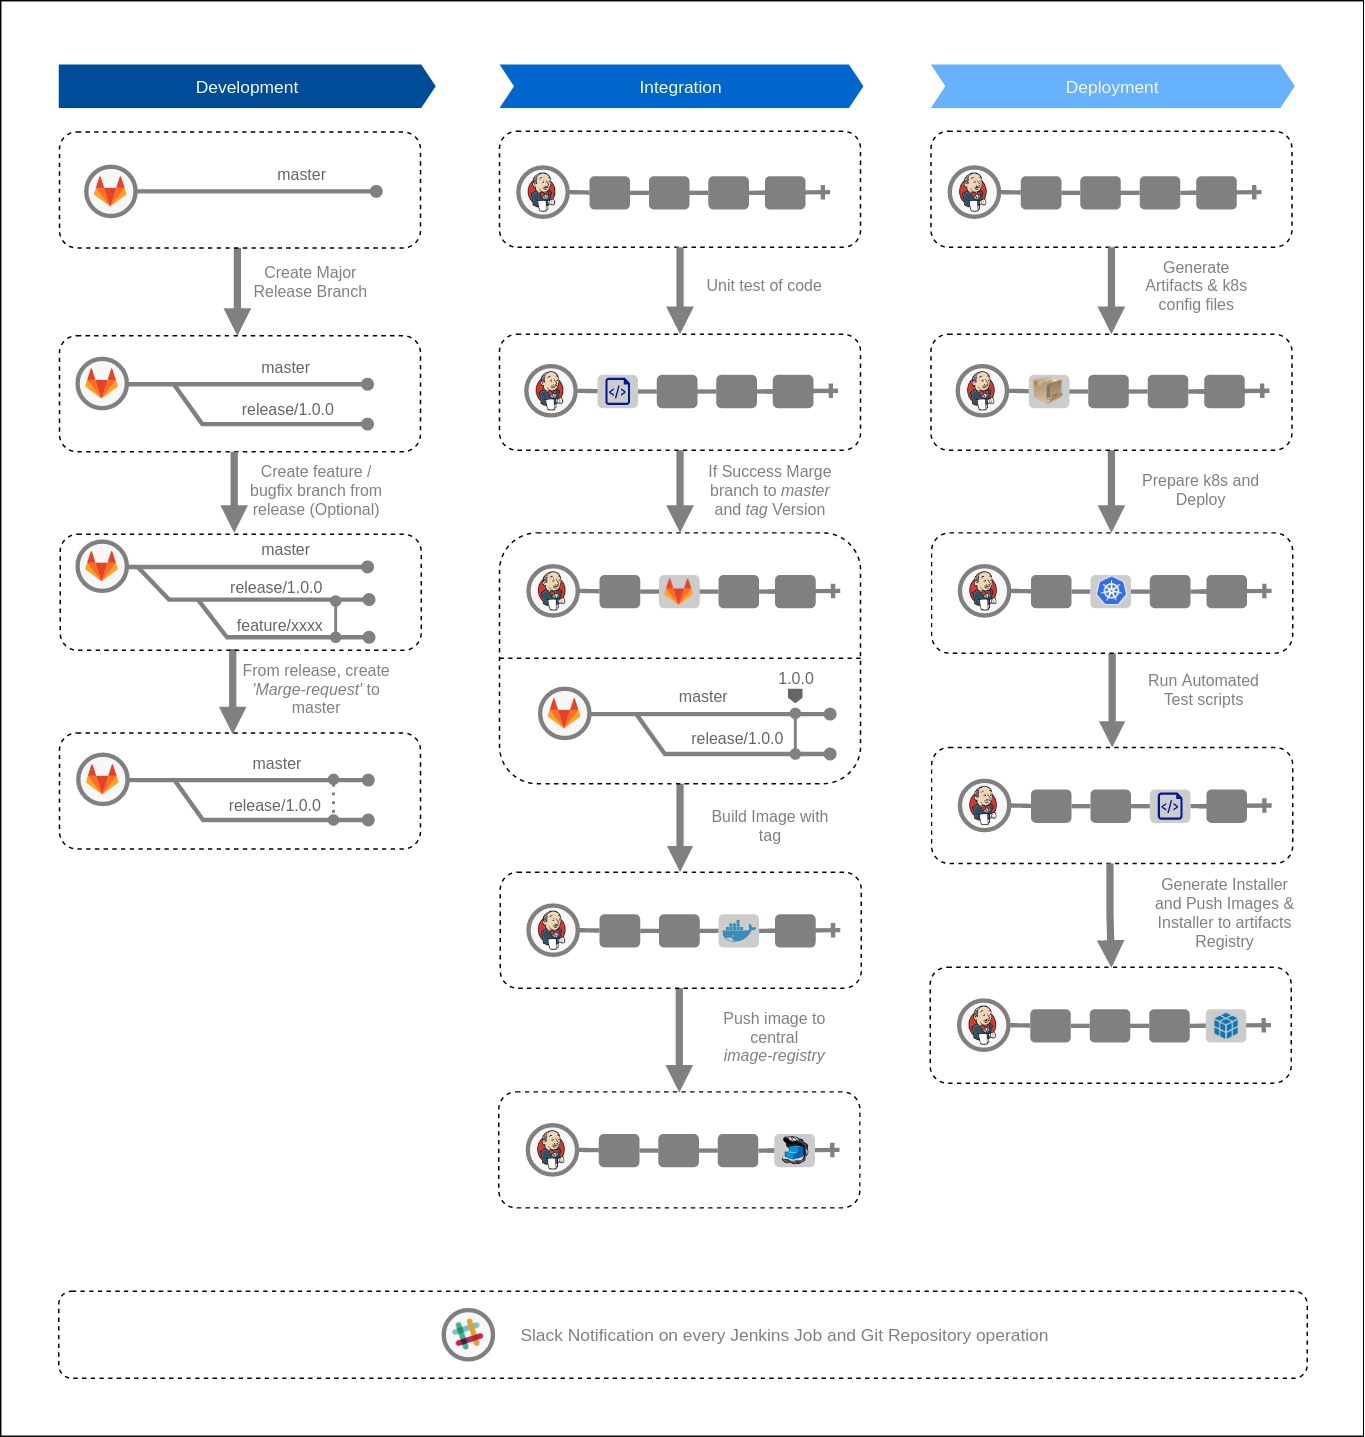 Development
master
Create Major
Release Branch
master
release/1.0.0
Create feature /
bugfix branch from
release (Optional)
master
release/1.0.0
feature/xxxx
From release, create
'Marge-request' to
master
master
release/1.0.0
Integration
Unit test of code
If Success Marge
branch to master
and tag Version
1.0.0
master
release/1.0.0
Build Image with
tag
Push image to
central
image-registry
Deployment
Generate
Artifacts & k8s
config files
Prepare k8s and
Deploy
Run Automated
Test scripts
Generate Installer
and Push Images &
Installer to artifacts
Registry
Slack Notification on every Jenkins Job and Git Repository operation